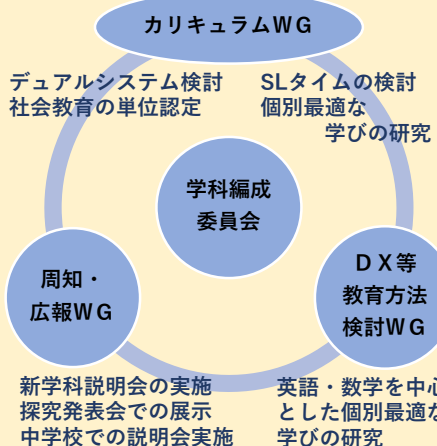 カリキュラムWG
デュアルシステム検討
社会教育の単位認定
SLタイムの検討
個別最適な
学びの研究
学科編成
委員会
周知・
広報WG
ＤＸ等
教育方法
検討WG
新学科説明会の実施
探究発表会での展示
中学校での説明会実施
英語・数学を中心
とした個別最適な
学びの研究